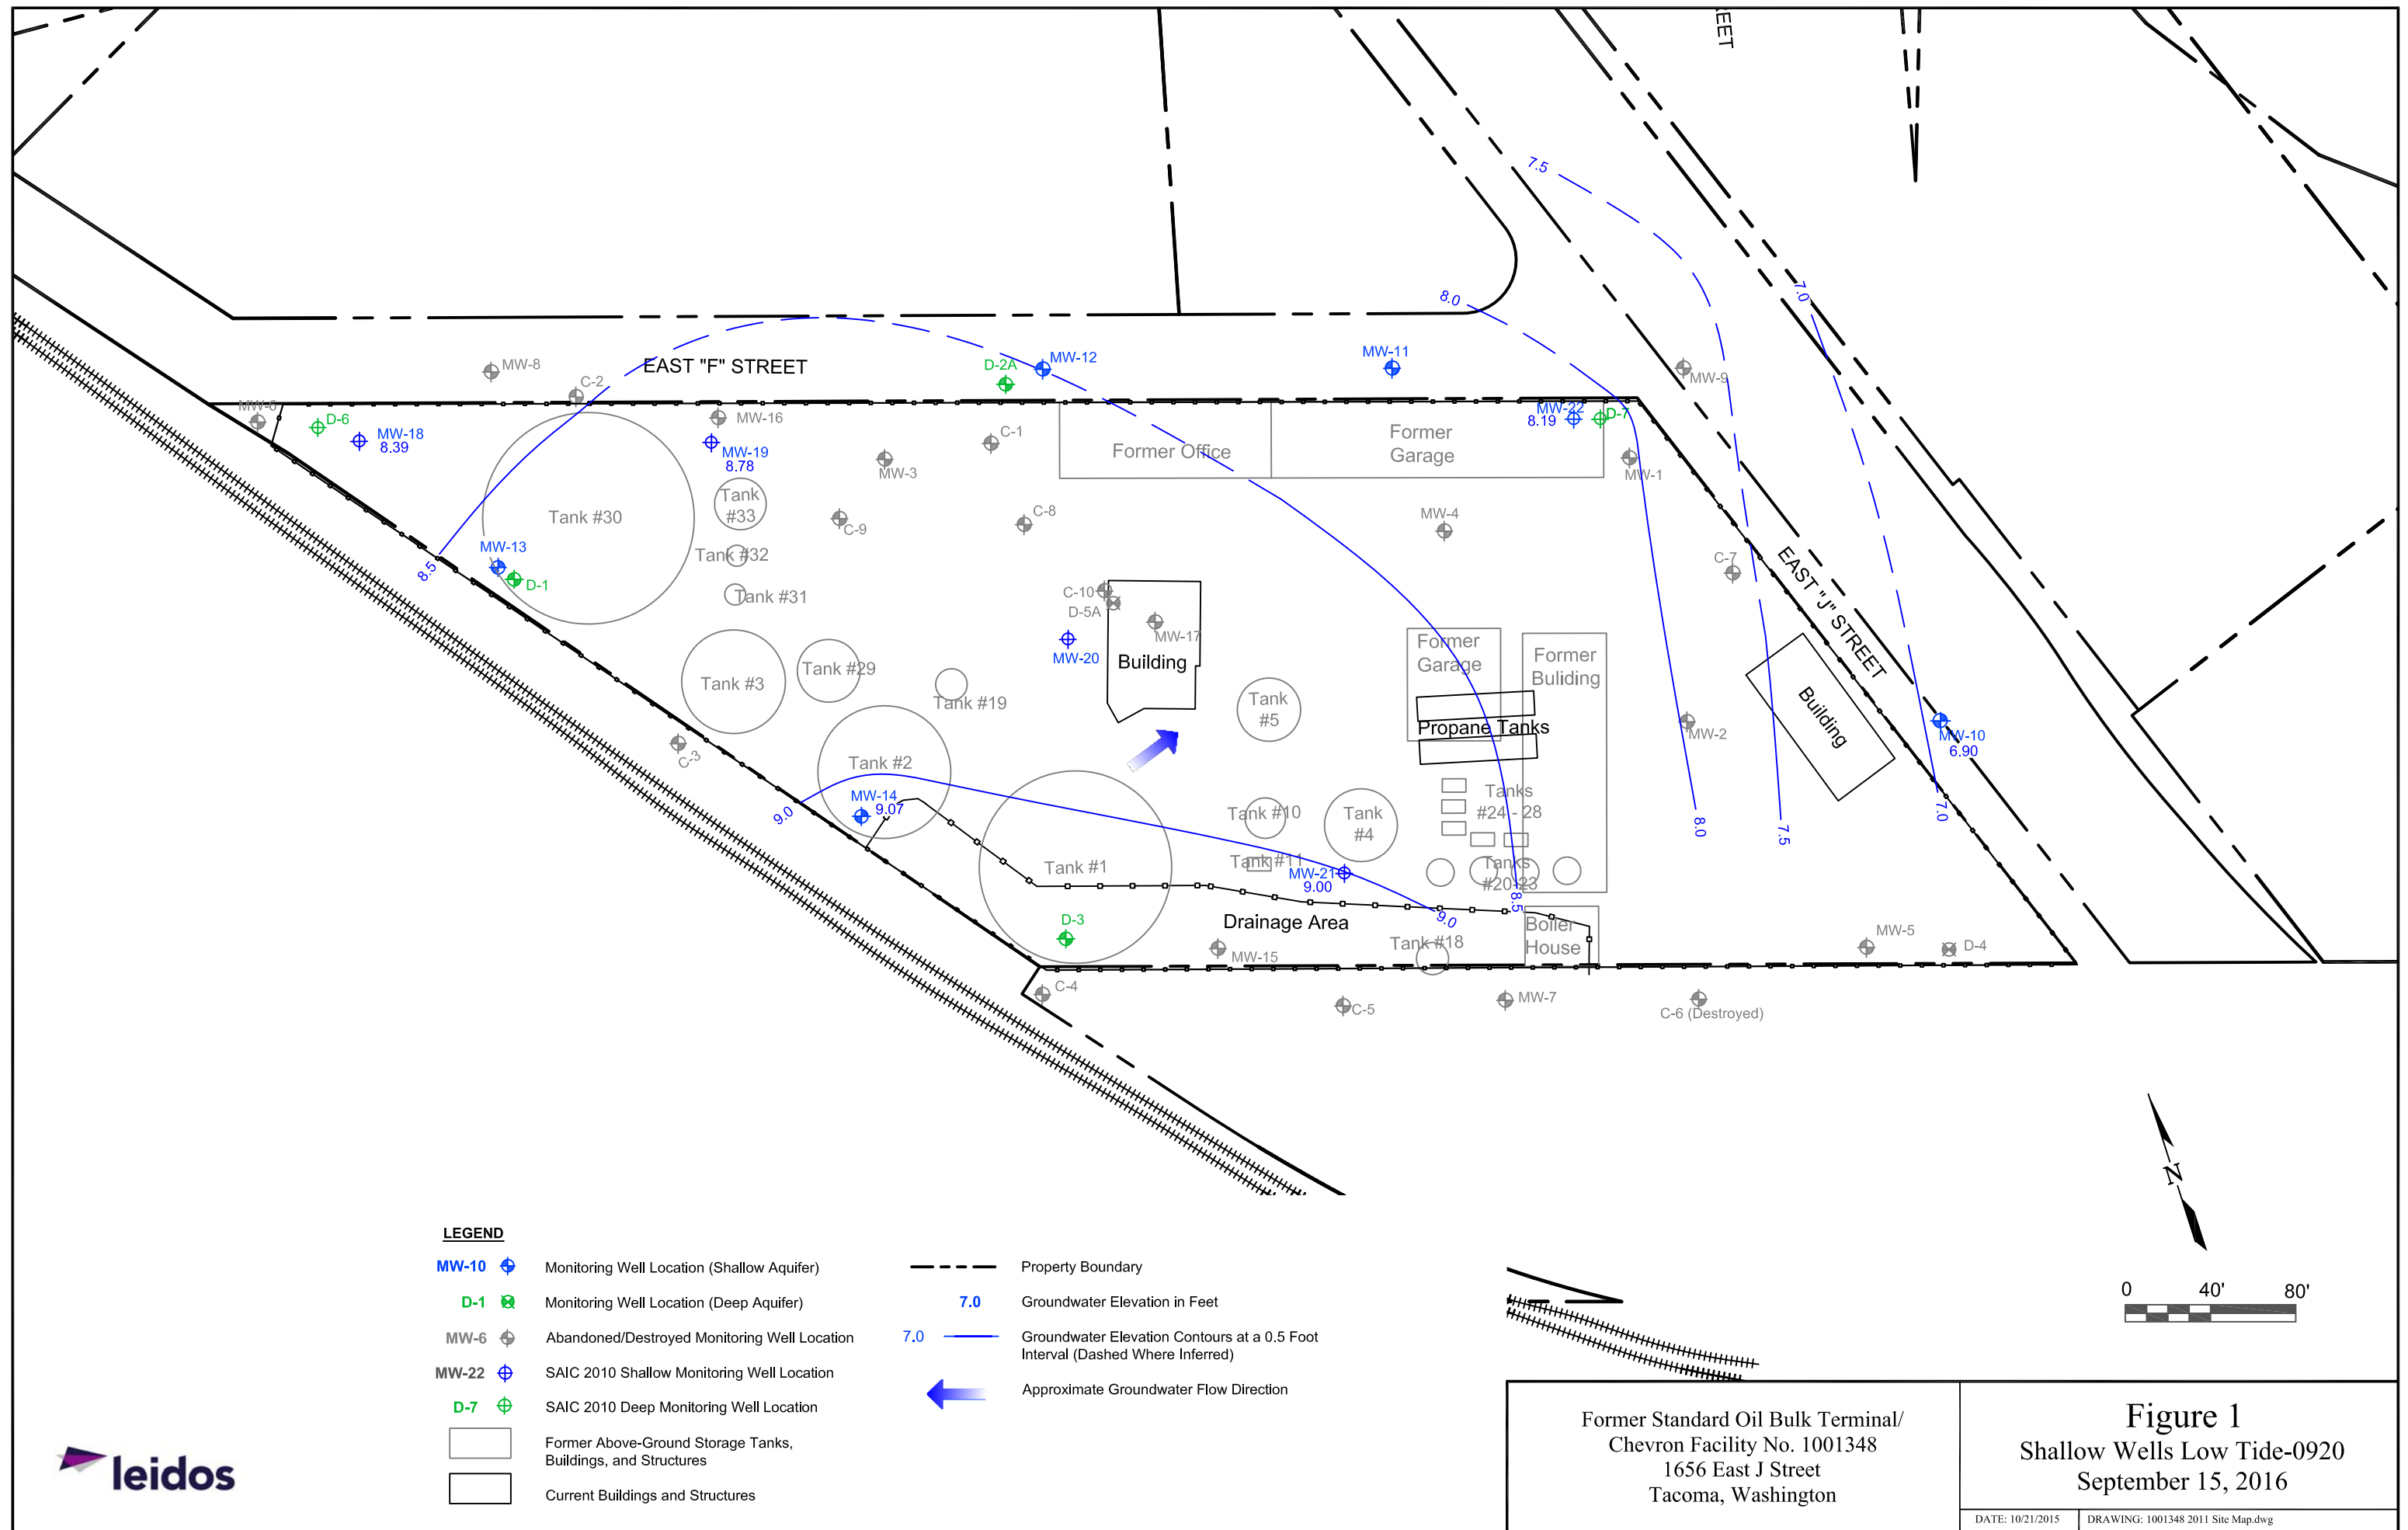 REET
7.5
7.0
8.0
EAST "F" STREET
MW-8
C-2
D-2A
MW-12
MW-11
MW-9
MW-6
D-6
MW-18
8.39
MW-16
MW-19
8.78
MW-3
C-1
Former Office
Former
Garage
MW-22
8.19
D-7
MW-1
Tank #30
Tank
#33
C-9
C-8
MW-4
MW-13
8.5
D-1
Tank #32
Tank #31
C-10
D-5A
MW-17
MW-20
Building
C-7
EAST "J" STREET
Tank #3
Tank #29
Tank #19
Tank
#5
Former
Garage
Former
Buliding
Propane Tanks
MW-2
Building
MW-10
6.90
C-3
Tank #2
MW-14
9.07
9.0
Tank #10
Tank
#4
Tanks
#24 - 28
8.0
7.5
7.0
Tank #1
Tank #11
MW-21
9.00
Tanks
#20-23
8.5
9.0
D-3
Drainage Area
MW-15
Tank #18
Boiler
House
MW-5
D-4
C-4
C-5
MW-7
C-6 (Destroyed)
N
0 40' 80'
LEGEND
MW-10 Monitoring Well Location (Shallow Aquifer)
D-1 Monitoring Well Location (Deep Aquifer)
MW-6 Abandoned/Destroyed Monitoring Well Location
MW-22 SAIC 2010 Shallow Monitoring Well Location
D-7 SAIC 2010 Deep Monitoring Well Location
Former Above-Ground Storage Tanks,
Buildings, and Structures
Current Buildings and Structures
Property Boundary
7.0 Groundwater Elevation in Feet
7.0 Groundwater Elevation Contours at a 0.5 Foot
Interval (Dashed Where Inferred)
Approximate Groundwater Flow Direction
leidos
Former Standard Oil Bulk Terminal/
Chevron Facility No. 1001348
1656 East J Street
Tacoma, Washington
Figure 1
Shallow Wells Low Tide-0920
September 15, 2016
DATE: 10/21/2015
DRAWING: 1001348 2011 Site Map.dwg